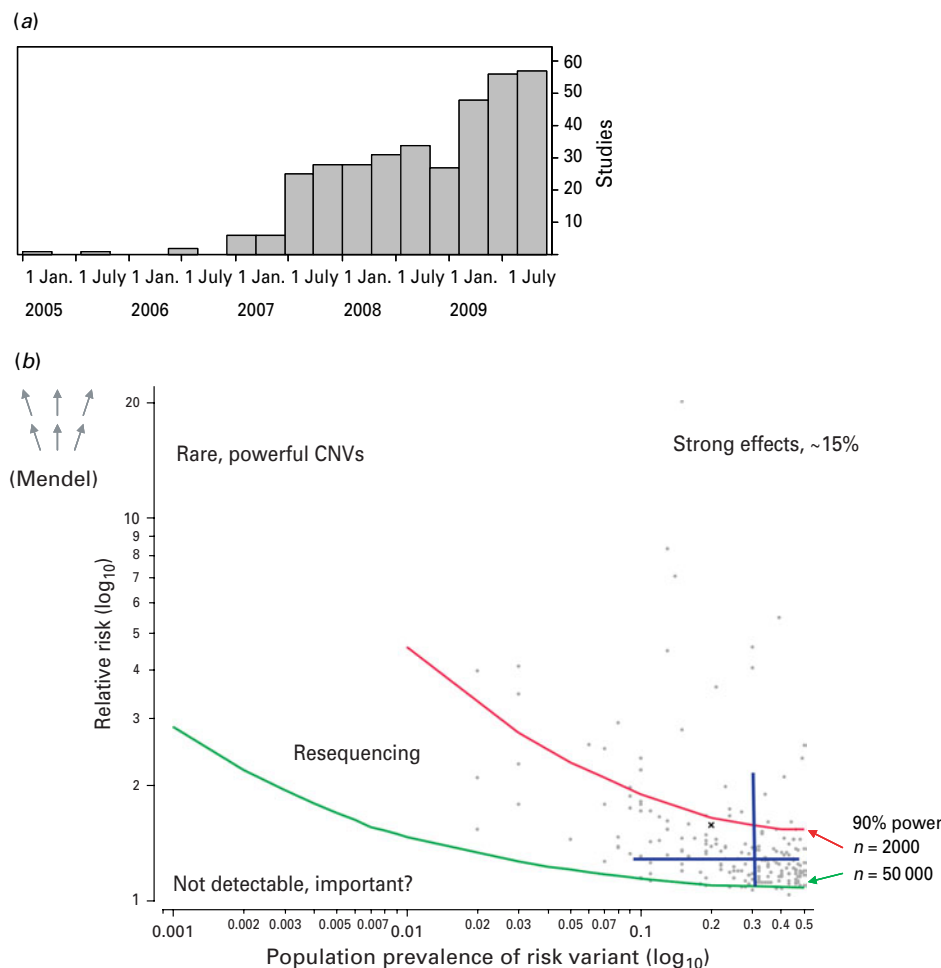 (a)
60
50
40
30
20
10
Studies
1 Jan. 1 July 1 Jan. 1 July 1 Jan. 1 July 1 Jan. 1 July 1 Jan. 1 July
2005 2006 2007 2008 2009
(b)
(Mendel)
20
10
9
8
7
6
5
4
3
2
1
Relative risk (log10)
Rare, powerful CNVs
Strong effects, ~15%
Resequencing
Not detectable, important?
90% power
n = 2000
n = 50 000
0.001 0.002 0.003 0.005 0.007 0.01 0.02 0.03 0.05 0.07 0.1 0.2 0.3 0.4 0.5
Population prevalence of risk variant (log10)